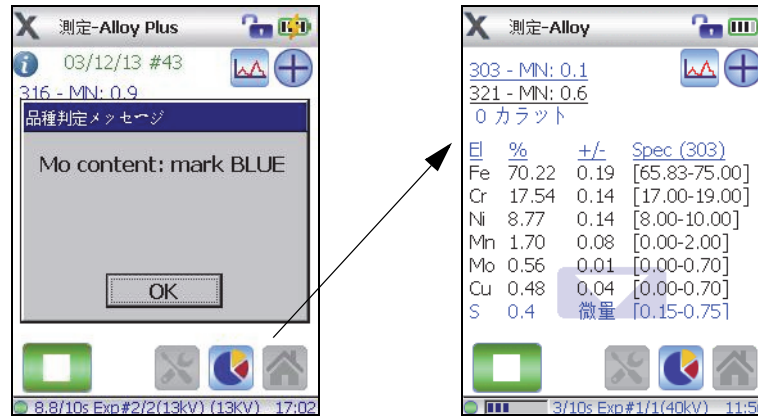 測定-Alloy Plus
03/12/13 #43
316 - MN: 0.9
品種判定メッセージ
Mo content: mark BLUE
OK
8.8/10s Exp#2/2(13kV) (13KV) 17:02
測定-Alloy
303 - MN: 0.1
321 - MN: 0.6
0 カラット
El % +/- Spec (303)
Fe 70.22 0.19 [65.83-75.00]
Cr 17.54 0.14 [17.00-19.00]
Ni 8.77 0.14 [8.00-10.00]
Mn 1.70 0.08 [0.00-2.00]
Mo 0.56 0.01 [0.00-0.70]
Cu 0.48 0.04 [0.00-0.70]
S 0.4 微量 [0.15-0.75]
3/10s Exp#1/1(40kV) 11:5